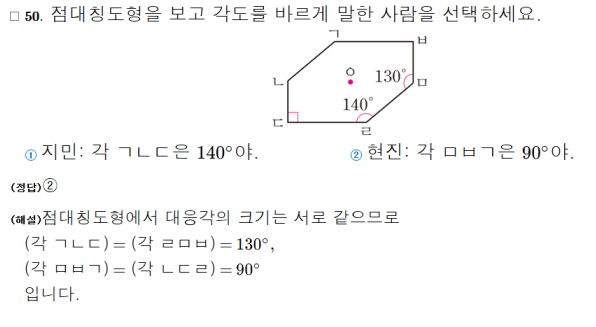 □ 50. 점대칭도형을 보고 각도를 바르게 말한 사람을 선택하세요.
ㄱ
ㅂ
ㅇ
130°
ㄴ
ㅁ
140°
ㄷ
ㄹ
① 지민: 각 ㄱㄴㄷ은 140°야.
② 현진: 각 ㅁㅂㄱ은 90°야.
(정답)②
(해설)점대칭도형에서 대응각의 크기는 서로 같으므로
(각 ㄱㄴㄷ) = (각 ㄹㅁㅂ) = 130°,
(각 ㅁㅂㄱ) = (각 ㄴㄷㄹ) = 90°
입니다.